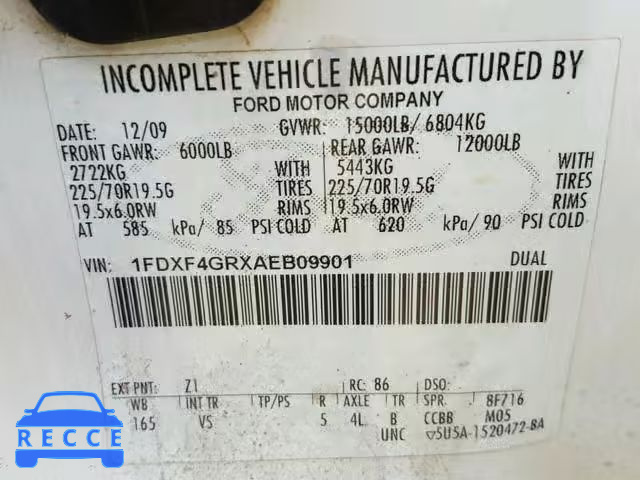 INCOMPLETE VEHICLE MANUFACTURED BY
FORD MOTOR COMPANY
DATE: 12/09 GVWR: 15000LB/ 6804KG
FRONT GAWR: 6000LB REAR GAWR: 12000LB
2722KG WITH 5443KG WITH
225/70R19.5G TIRES 225/70R19.5G TIRES
19.5x6.0RW RIMS 19.5x6.0RW RIMS
AT 585 kPa/ 85 PSI COLD AT 620 kPa/ 90 PSI COLD
VIN: 1FDXF4GRXAEB09901 DUAL
EXT PNT: Z1 RC: 86 DSO:
WB INT TR TP/PS R AXLE TR SPR. 8F716
165 VS 5 4L B CCBB M05
UNC ▽5U5A-1520472-BA
RECCE